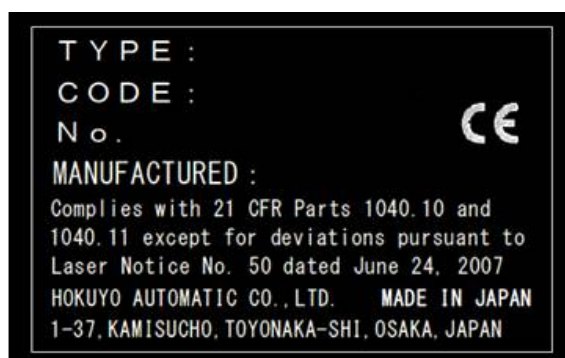 TYPE:
CODE:
No.
CE
MANUFACTURED:
Complies with 21 CFR Parts 1040.10 and
1040.11 except for deviations pursuant to
Laser Notice No. 50 dated June 24, 2007
HOKUYO AUTOMATIC CO.,LTD. MADE IN JAPAN
1-37,KAMISUCHO,TOYONAKA-SHI,OSAKA,JAPAN